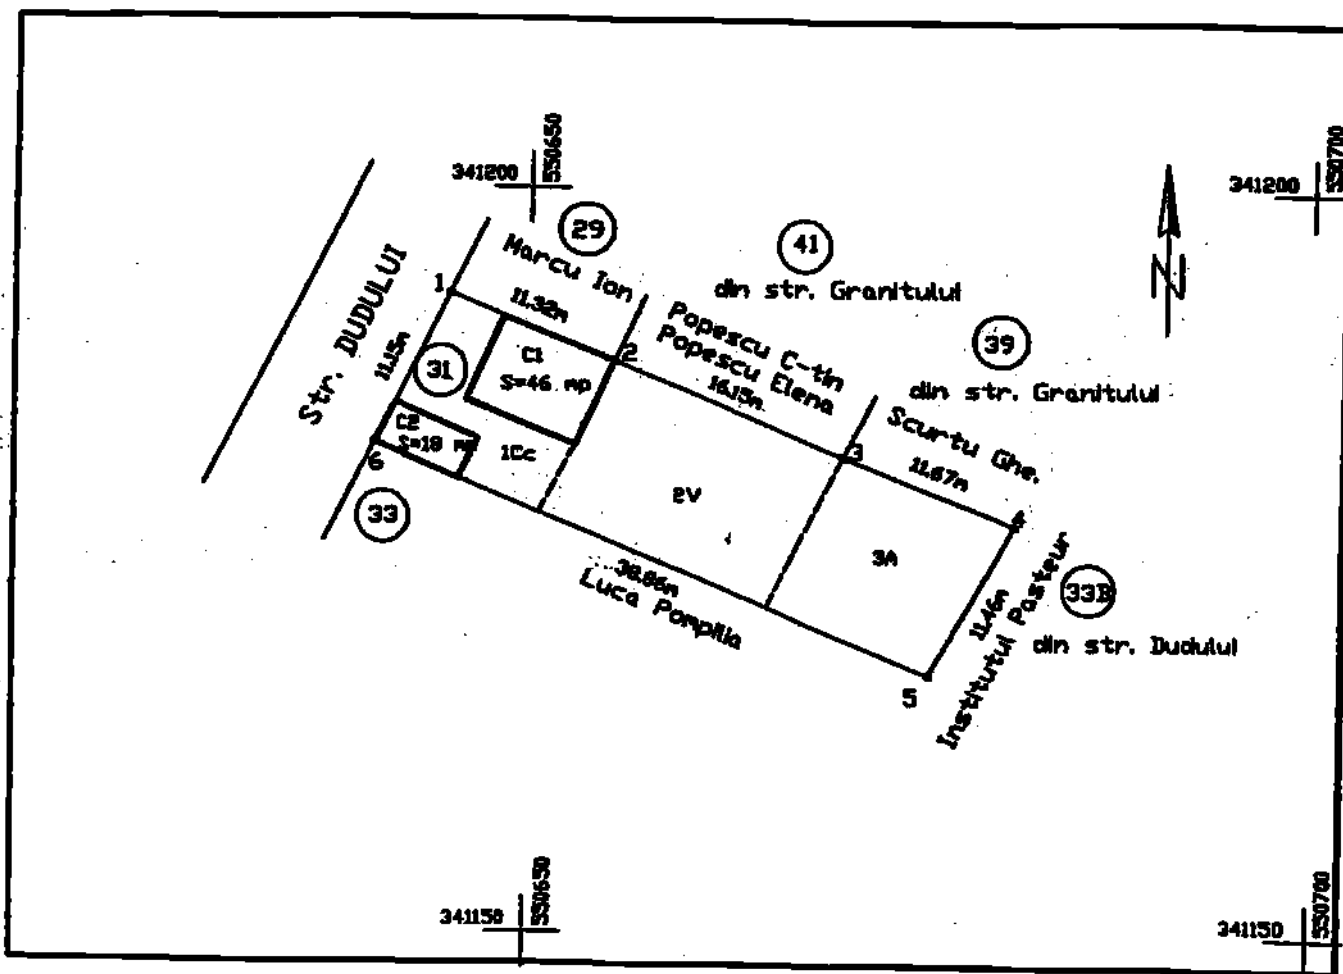 550650
550700
341200
341200
29
41
Marcu Ion
din str. Granitului
11.32m
1
Str. DUDULUI
Popescu C-tin
Popescu Elena
16.15m
39
din str. Granitului
2
C1
S=46 mp
11.15m
31
Scurtu Ghe.
11.67m
3
C2
S=18 mp
1Cc
6
2V
33
4
3A
38.86m
Luca Pompilia
11.46m
Institutul Pasteur
33B
din str. Dudului
5
N
550650
550700
341150
341150